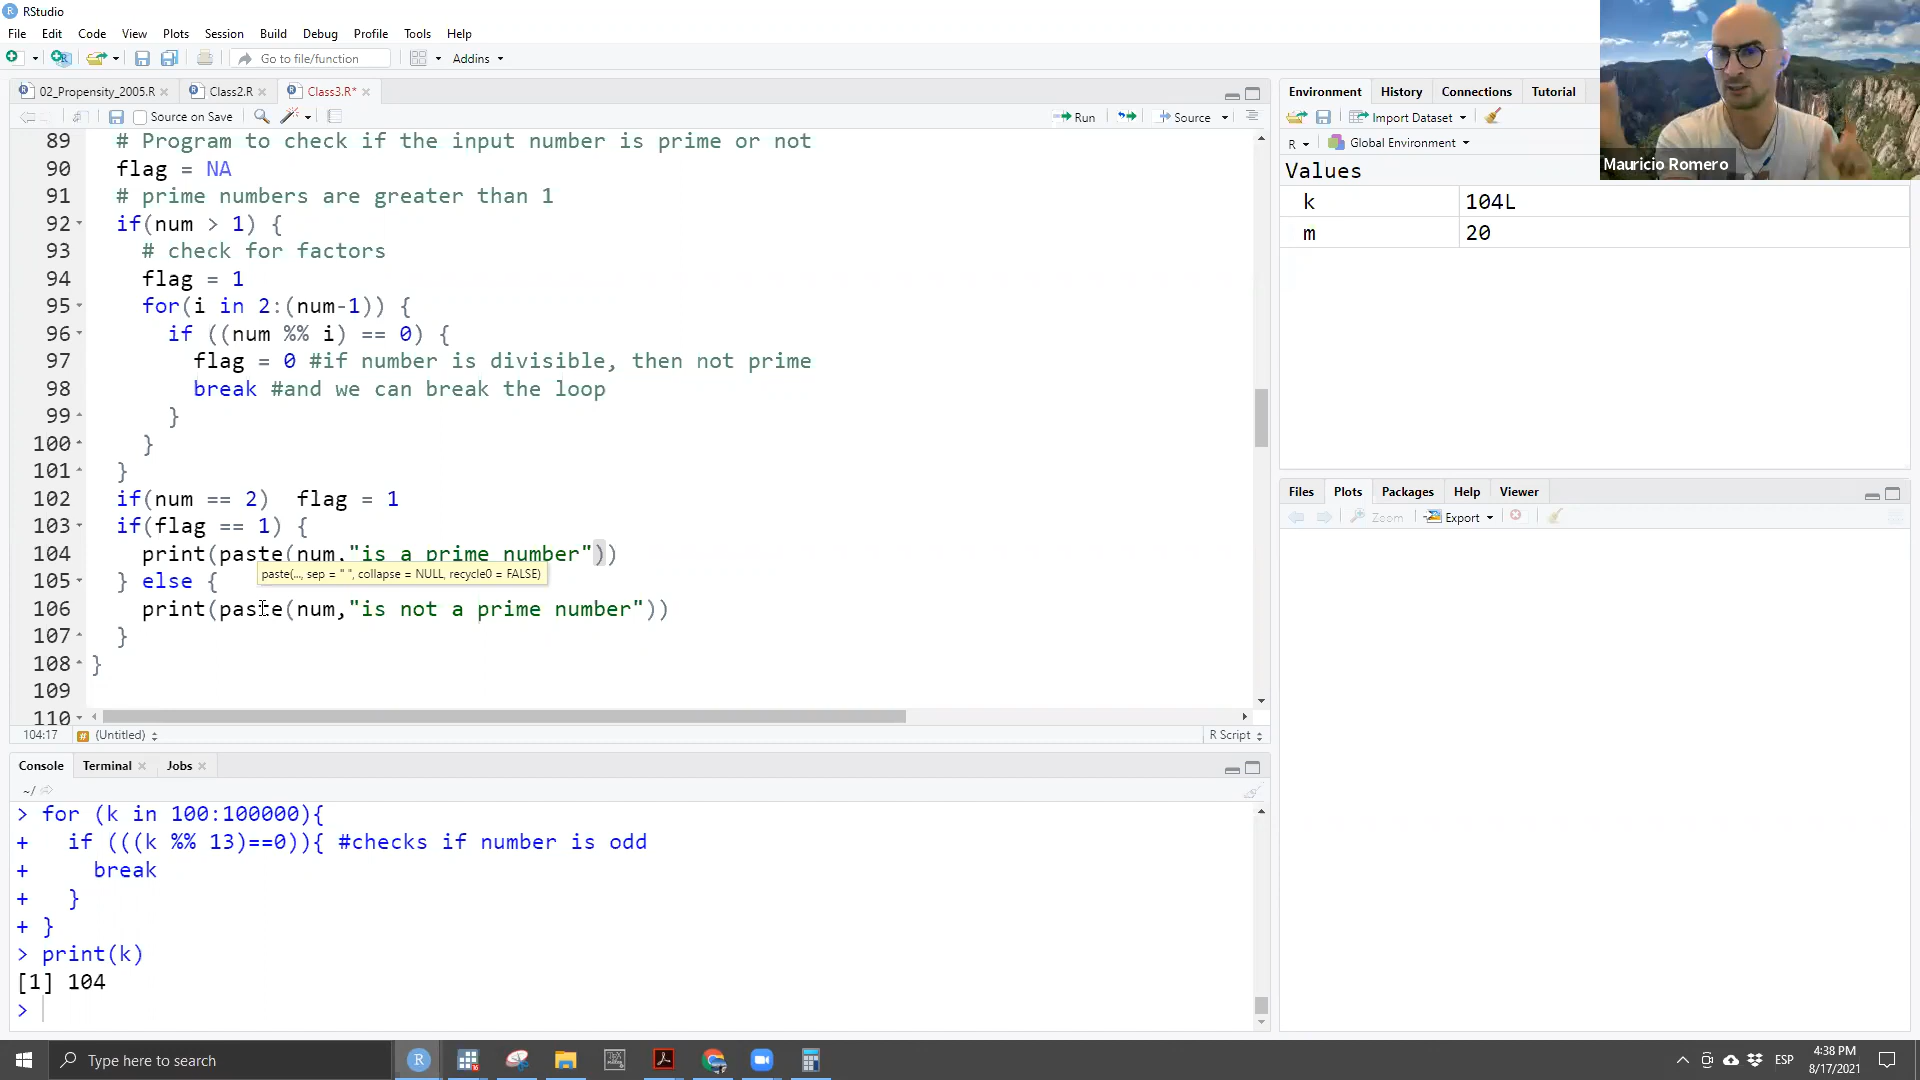 RStudio
File Edit Code View Plots Session Build Debug Profile Tools Help
Go to file/function Addins
02_Propensity_2005.R Class2.R Class3.R*
Source on Save Run Source
89 # Program to check if the input number is prime or not
90 flag = NA
91 # prime numbers are greater than 1
92 if(num > 1) {
93 # check for factors
94 flag = 1
95 for(i in 2:(num-1)) {
96 if ((num %% i) == 0) {
97 flag = 0 #if number is divisible, then not prime
98 break #and we can break the loop
99 }
100 }
101 }
102 if(num == 2)  flag = 1
103 if(flag == 1) {
104 print(paste(num,"is a prime number"))
paste(..., sep = " ", collapse = NULL, recycle0 = FALSE)
105 } else {
106 print(paste(num,"is not a prime number"))
107 }
108 }
109
110
104:17 # (Untitled) R Script
Console Terminal Jobs
~/
> for (k in 100:100000){
+ if (((k %% 13)==0)){ #checks if number is odd
+ break
+ }
+ }
> print(k)
[1] 104
>
Environment History Connections Tutorial
Import Dataset
R Global Environment
Values
k 104L
m 20
Files Plots Packages Help Viewer
Zoom Export
Mauricio Romero
Type here to search
ESP
4:38 PM
8/17/2021